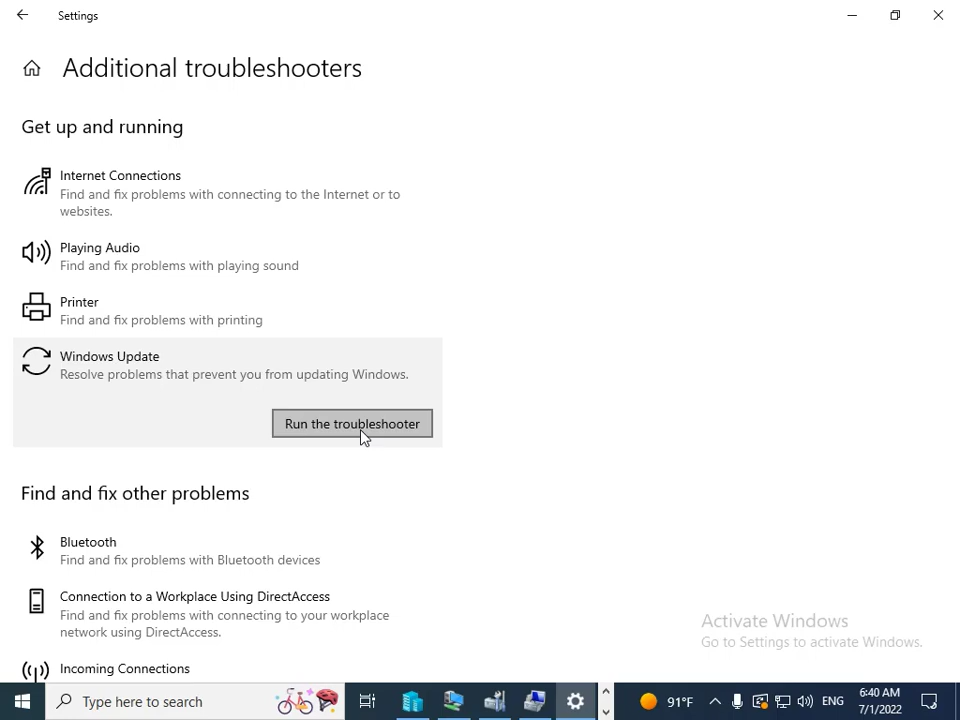 Settings
Additional troubleshooters
Get up and running
Internet Connections
Find and fix problems with connecting to the Internet or to
websites.
Playing Audio
Find and fix problems with playing sound
Printer
Find and fix problems with printing
Windows Update
Resolve problems that prevent you from updating Windows.
Run the troubleshooter
Find and fix other problems
Bluetooth
Find and fix problems with Bluetooth devices
Connection to a Workplace Using DirectAccess
Find and fix problems with connecting to your workplace
network using DirectAccess.
Incoming Connections
Activate Windows
Go to Settings to activate Windows.
Type here to search
91°F
ENG
6:40 AM
7/1/2022